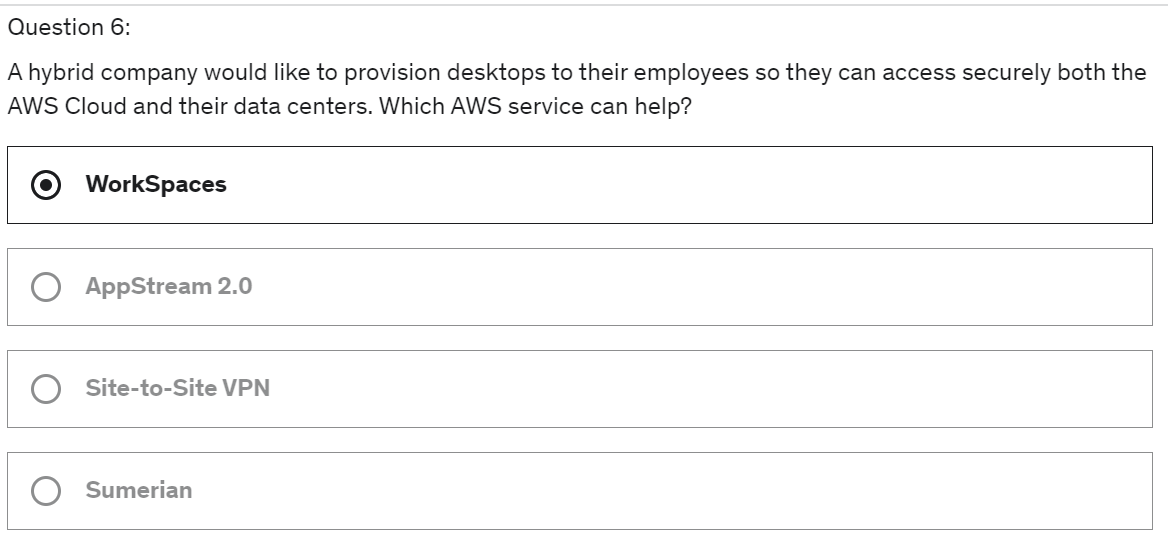 Question 6:
A hybrid company would like to provision desktops to their employees so they can access securely both the
AWS Cloud and their data centers. Which AWS service can help?
WorkSpaces
AppStream 2.0
Site-to-Site VPN
Sumerian